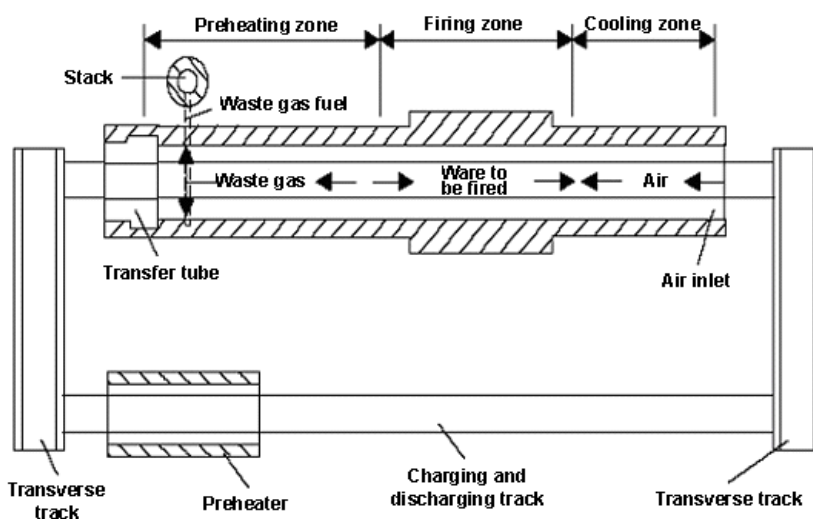 Preheating zone
Firing zone
Cooling zone
Stack
Waste gas fuel
Waste gas
Ware to
be fired
Air
Transfer tube
Air inlet
Transverse
track
Preheater
Charging and
discharging track
Transverse track